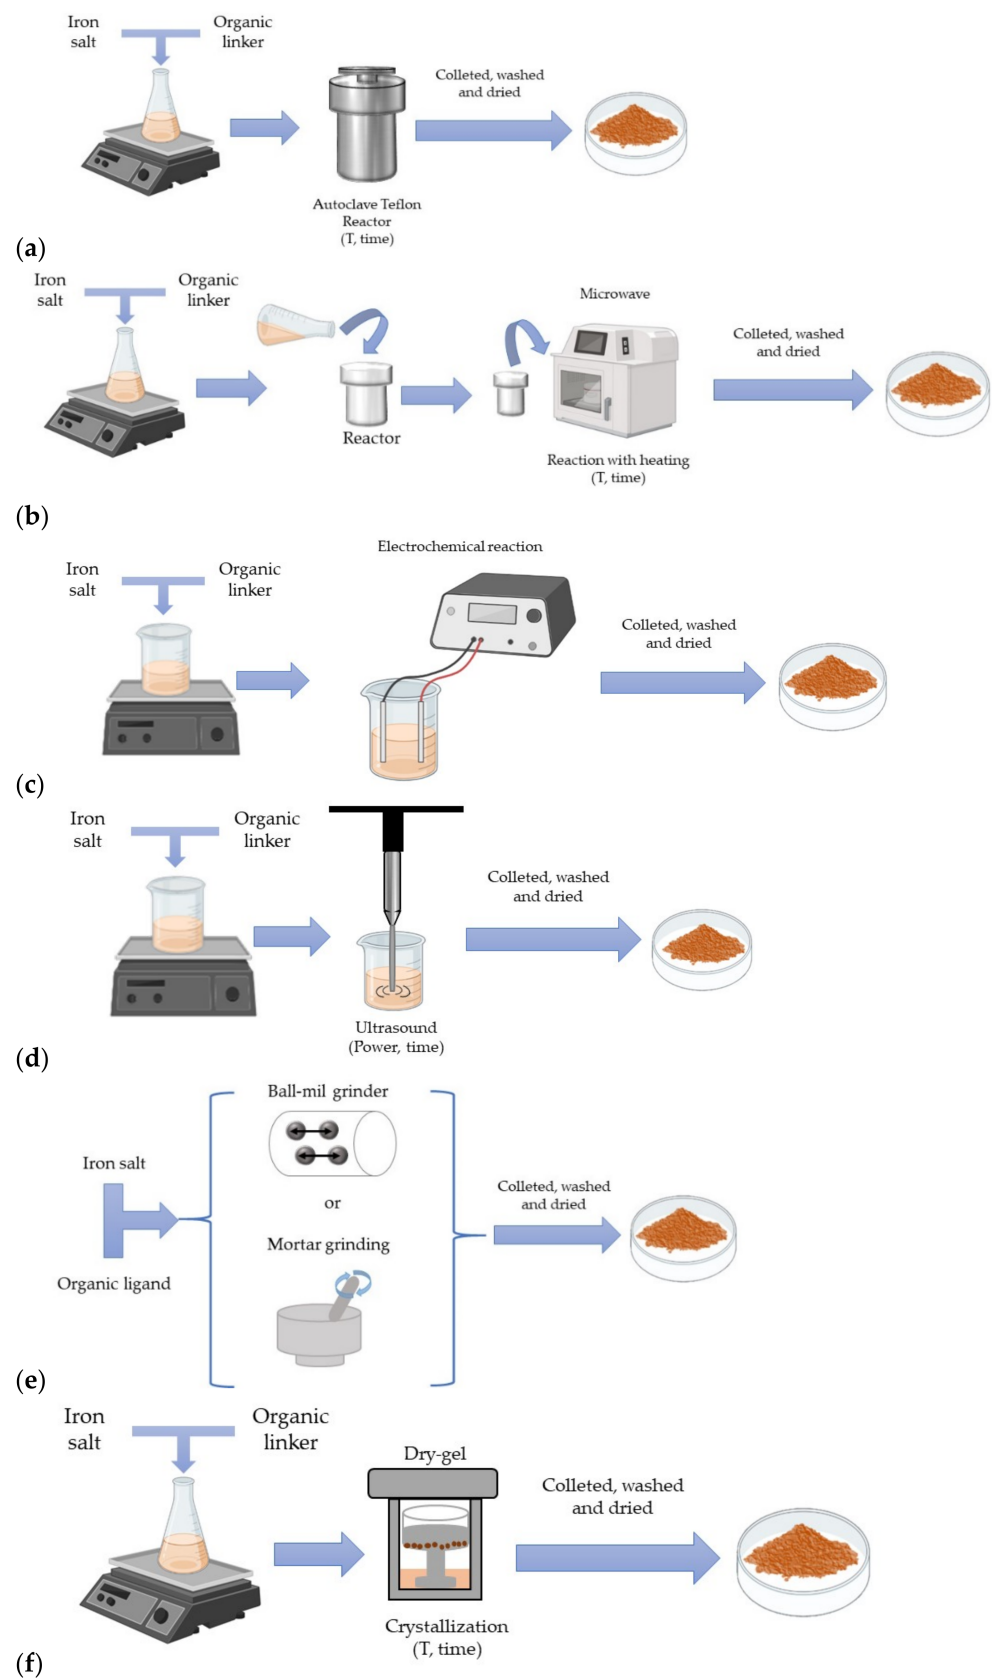 Iron
salt
Organic
linker
Colleted, washed
and dried
Autoclave Teflon
Reactor
(T, time)
(a)
Iron
salt
Organic
linker
Reactor
Microwave
Reaction with heating
(T, time)
Colleted, washed
and dried
(b)
Electrochemical reaction
Iron
salt
Organic
linker
Colleted, washed
and dried
(c)
Iron
salt
Organic
linker
Colleted, washed
and dried
Ultrasound
(Power, time)
(d)
Ball-mil grinder
Iron salt
or
Organic ligand
Mortar grinding
Colleted, washed
and dried
(e)
Iron
salt
Organic
linker
Dry-gel
Colleted, washed
and dried
Crystallization
(T, time)
(f)